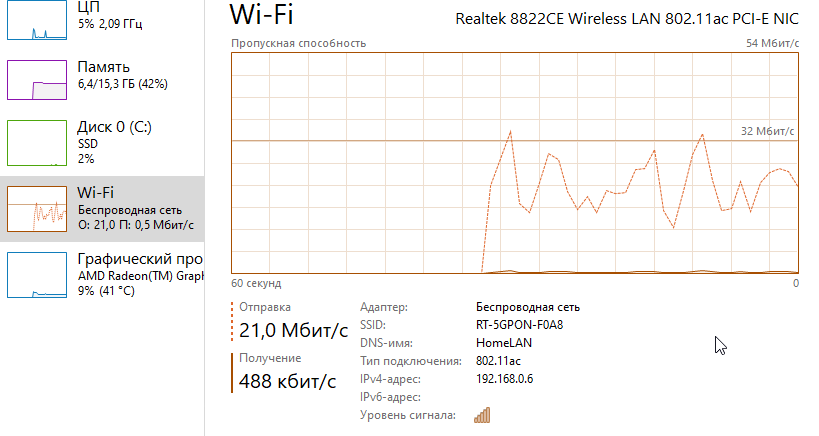 ЦП
5% 2,09 ГГц
Память
6,4/15,3 ГБ (42%)
Диск 0 (C:)
SSD
2%
Wi-Fi
Беспроводная сеть
О: 21,0 П: 0,5 Мбит/с
Графический про
AMD Radeon(TM) Graph
9% (41 °C)
Wi-Fi
Realtek 8822CE Wireless LAN 802.11ac PCI-E NIC
Пропускная способность
54 Мбит/с
32 Мбит/с
60 секунд
0
Отправка
21,0 Мбит/с
Получение
488 кбит/с
Адаптер: Беспроводная сеть
SSID: RT-5GPON-F0A8
DNS-имя: HomeLAN
Тип подключения: 802.11ac
IPv4-адрес: 192.168.0.6
IPv6-адрес:
Уровень сигнала: